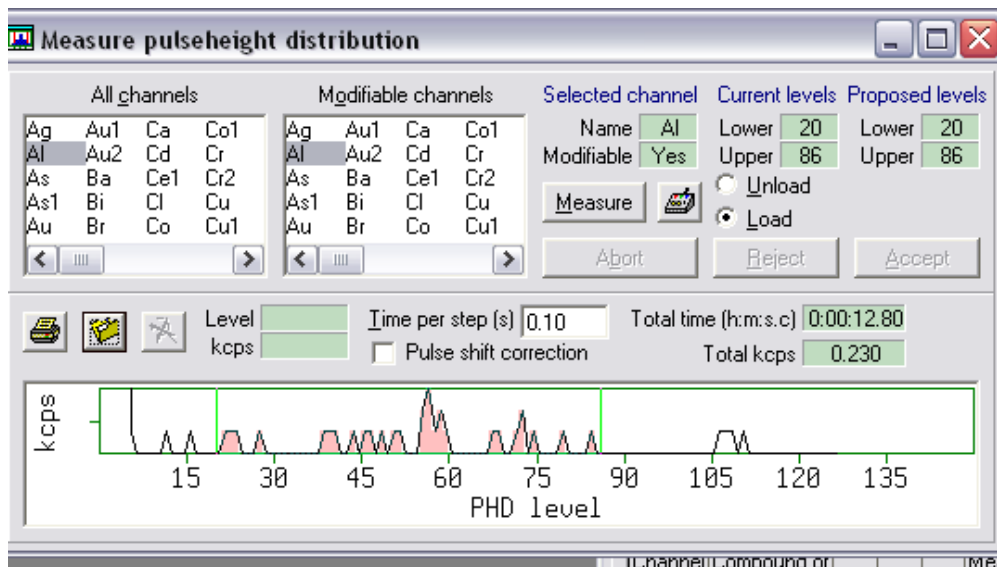 Measure pulseheight distribution
All channels Modifiable channels Selected channel Current levels Proposed levels
Ag Au1 Ca Co1 Ag Au1 Ca Co1 Name Al Lower 20 Lower 20
Al Au2 Cd Cr Al Au2 Cd Cr Modifiable Yes Upper 86 Upper 86
As Ba Ce1 Cr2 As Ba Ce1 Cr2 Unload
As1 Bi Cl Cu As1 Bi Cl Cu Measure Load
Au Br Co Cu1 Au Br Co Cu1
Abort Reject Accept
Level Time per step (s) 0.10 Total time (h:m:s.c) 0:00:12.80
kcps Pulse shift correction Total kcps 0.230
kcps
15 30 45 60 75 90 105 120 135
PHD level
Channel Compound or Me